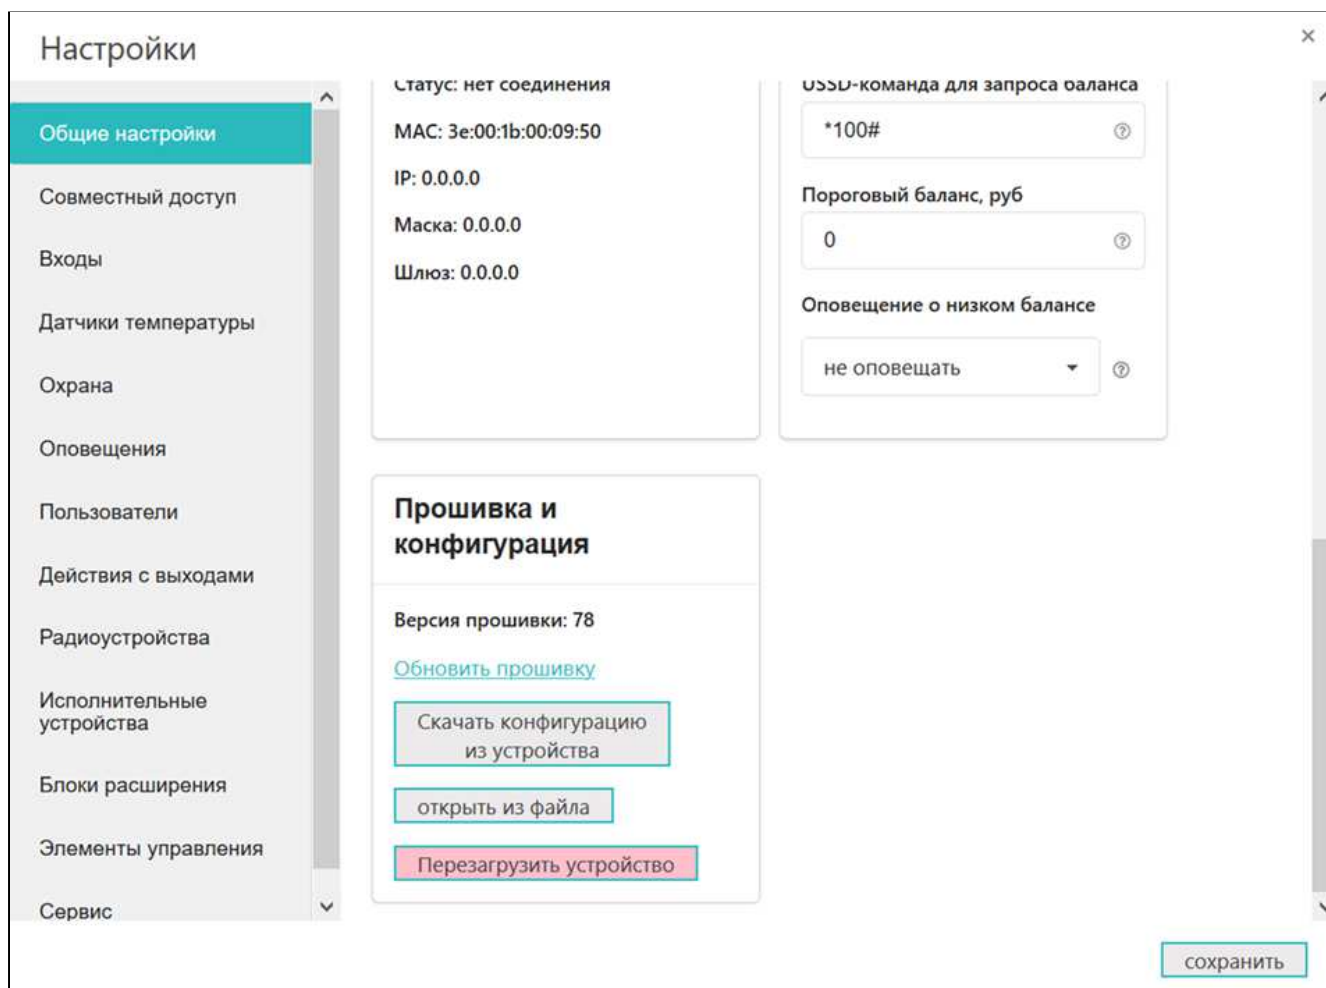 Настройки
×
Общие настройки
Совместный доступ
Входы
Датчики температуры
Охрана
Оповещения
Пользователи
Действия с выходами
Радиоустройства
Исполнительные
устройства
Блоки расширения
Элементы управления
Сервис
Статус: нет соединения
MAC: 3e:00:1b:00:09:50
IP: 0.0.0.0
Маска: 0.0.0.0
Шлюз: 0.0.0.0
USSD-команда для запроса баланса
*100#
Пороговый баланс, руб
0
Оповещение о низком балансе
не оповещать
Прошивка и
конфигурация
Версия прошивки: 78
Обновить прошивку
Скачать конфигурацию
из устройства
открыть из файла
Перезагрузить устройство
сохранить